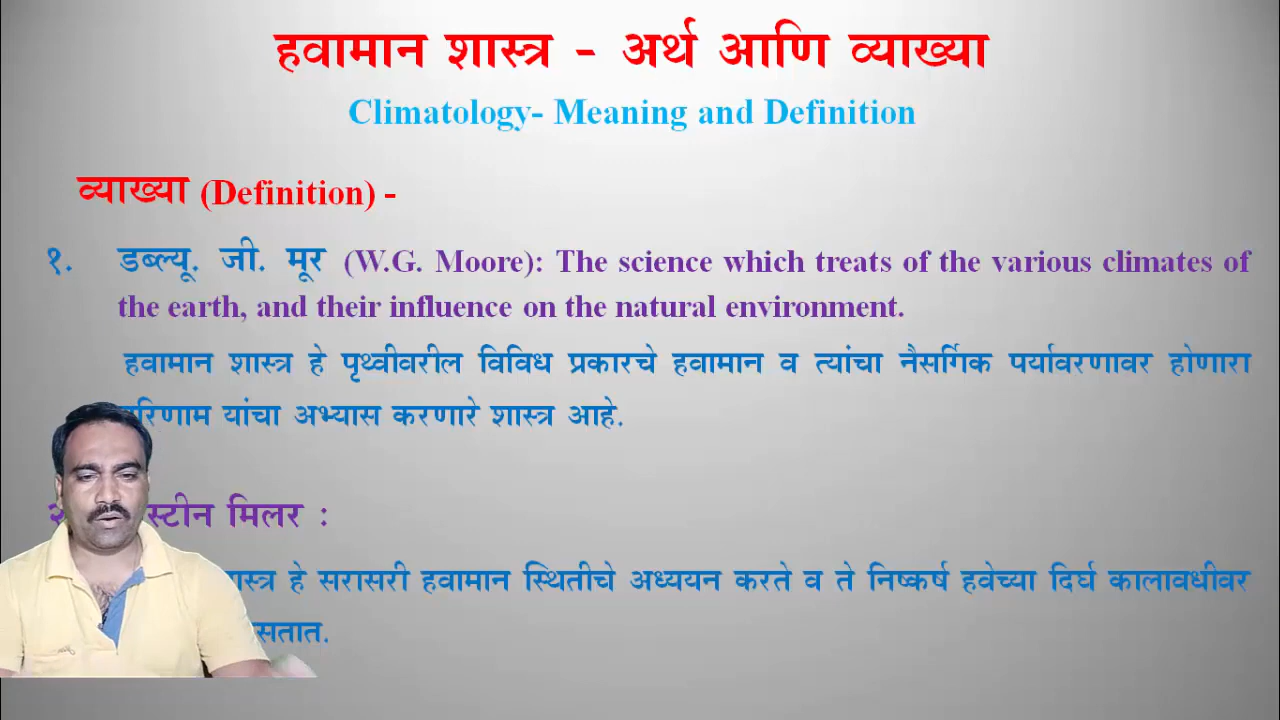 हवामान शास्त्र - अर्थ आणि व्याख्या
Climatology- Meaning and Definition
व्याख्या (Definition) -
१. डब्ल्यू. जी. मूर (W.G. Moore): The science which treats of the various climates of
the earth, and their influence on the natural environment.
हवामान शास्त्र हे पृथ्वीवरील विविध प्रकारचे हवामान व त्यांचा नैसर्गिक पर्यावरणावर होणारा
यांचा अभ्यास करणारे शास्त्र आहे.
मिलर :
हे सरासरी हवामान स्थितीचे अध्ययन करते व ते निष्कर्ष हवेच्या दिर्घ कालावधीवर